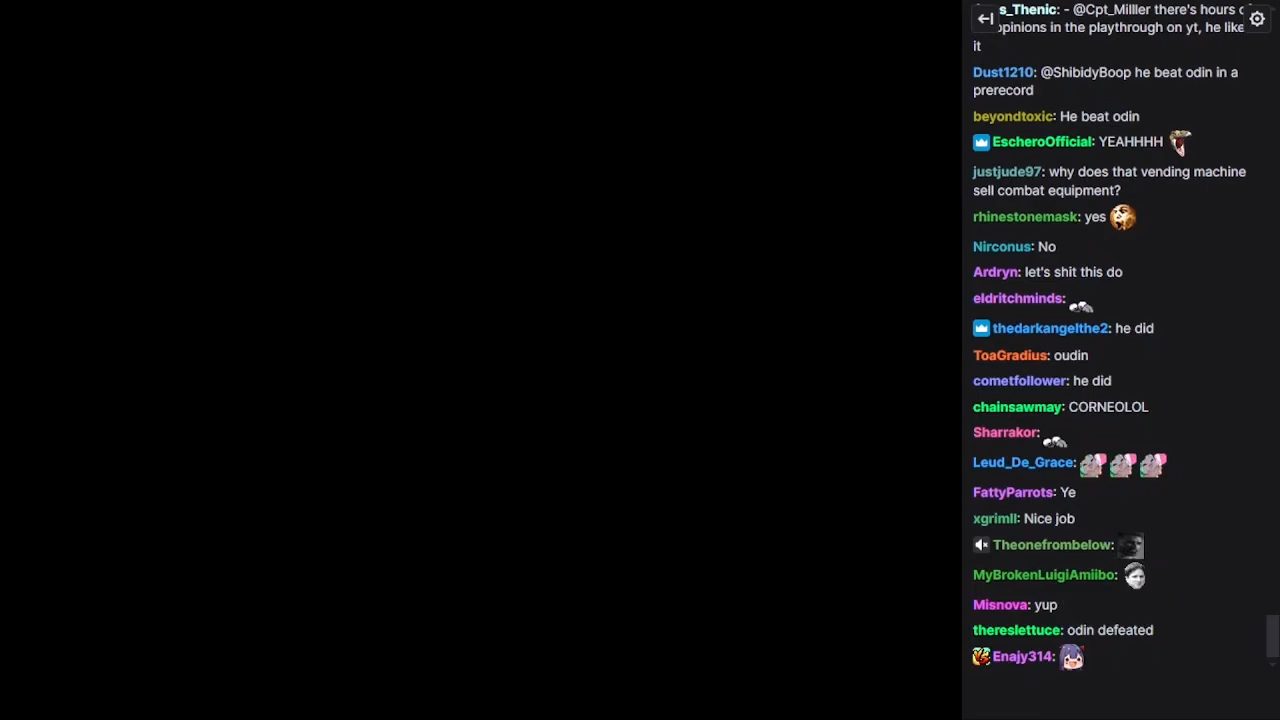 s_Thenic: - @Cpt_Milller there's hours
opinions in the playthrough on yt, he like
it
Dust1210: @ShibidyBoop he beat odin in a
prerecord
beyondtoxic: He beat odin
EscheroOfficial: YEAHHHH
justjude97: why does that vending machine
sell combat equipment?
rhinestonemask: yes
Nirconus: No
Ardryn: let's shit this do
eldritchminds:
thedarkangelthe2: he did
ToaGradius: oudin
cometfollower: he did
chainsawmay: CORNEOLOL
Sharrakor:
Leud_De_Grace:
FattyParrots: Ye
xgrimll: Nice job
Theonefrombelow:
MyBrokenLuigiAmiibo:
Misnova: yup
thereslettuce: odin defeated
Enajy314: